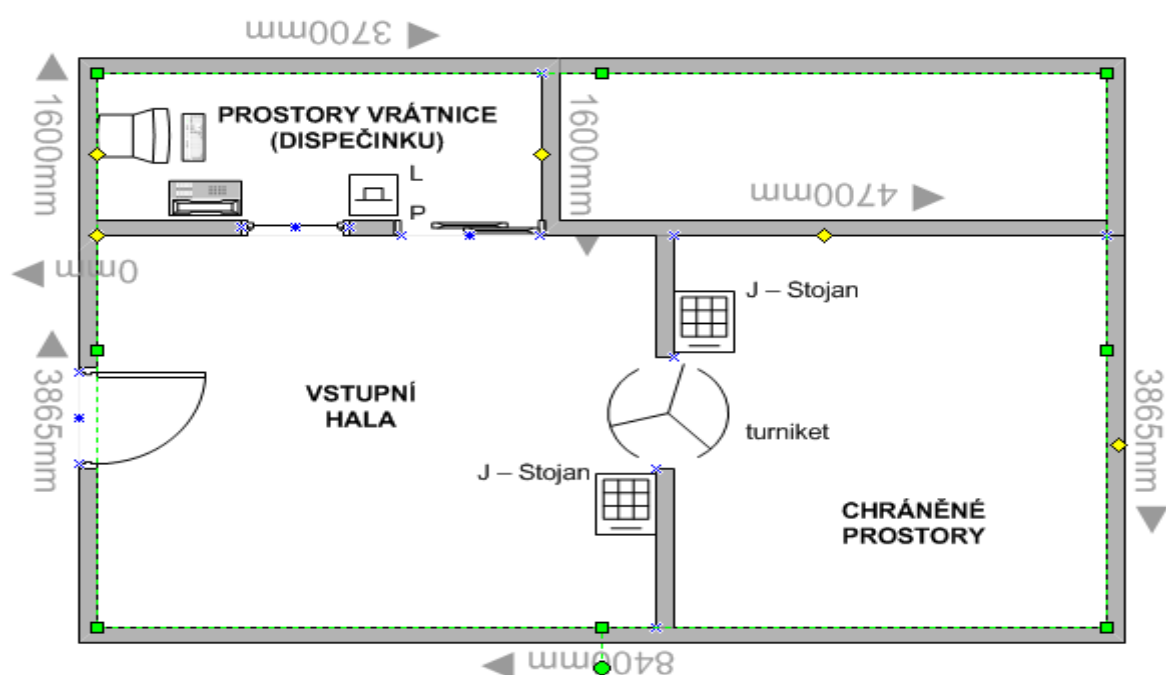 3700mm
1600mm
PROSTORY VRÁTNICE
(DISPEČINKU)
1600mm
L
P
4700mm
0mm
J – Stojan
3865mm
VSTUPNÍ
HALA
3865mm
turniket
J – Stojan
CHRÁNĚNÉ
PROSTORY
8400mm